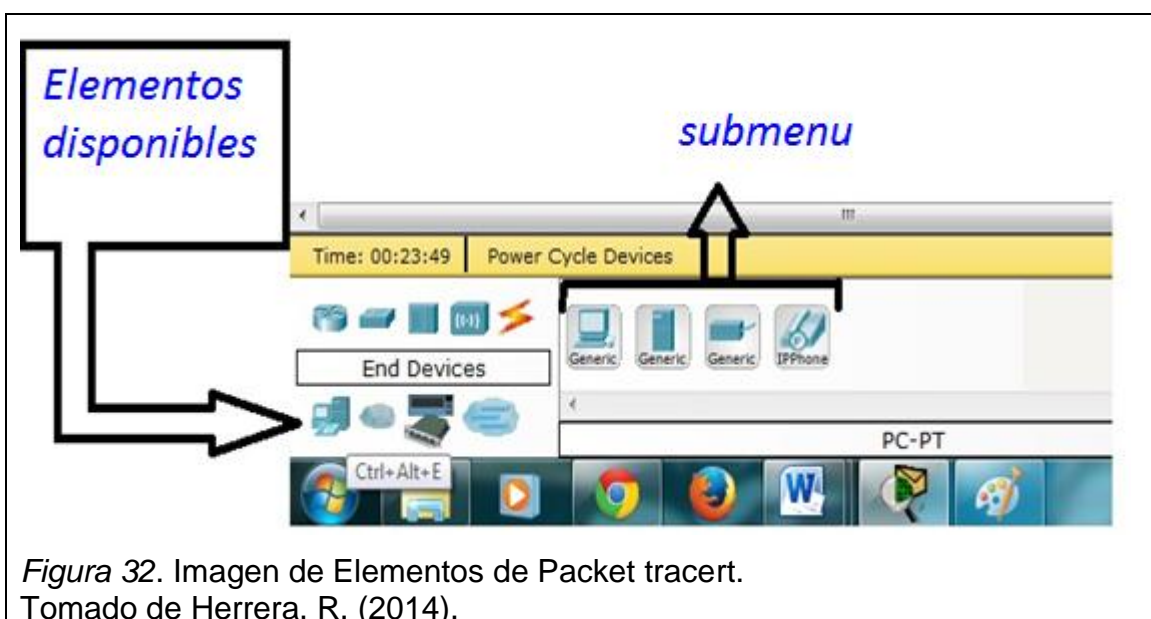 Elementos
disponibles
submenu
Time: 00:23:49 Power Cycle Devices
End Devices
Generic Generic Generic IPPhone
PC-PT
Ctrl+Alt+E
Figura 32. Imagen de Elementos de Packet tracert.
Tomado de Herrera, R. (2014).